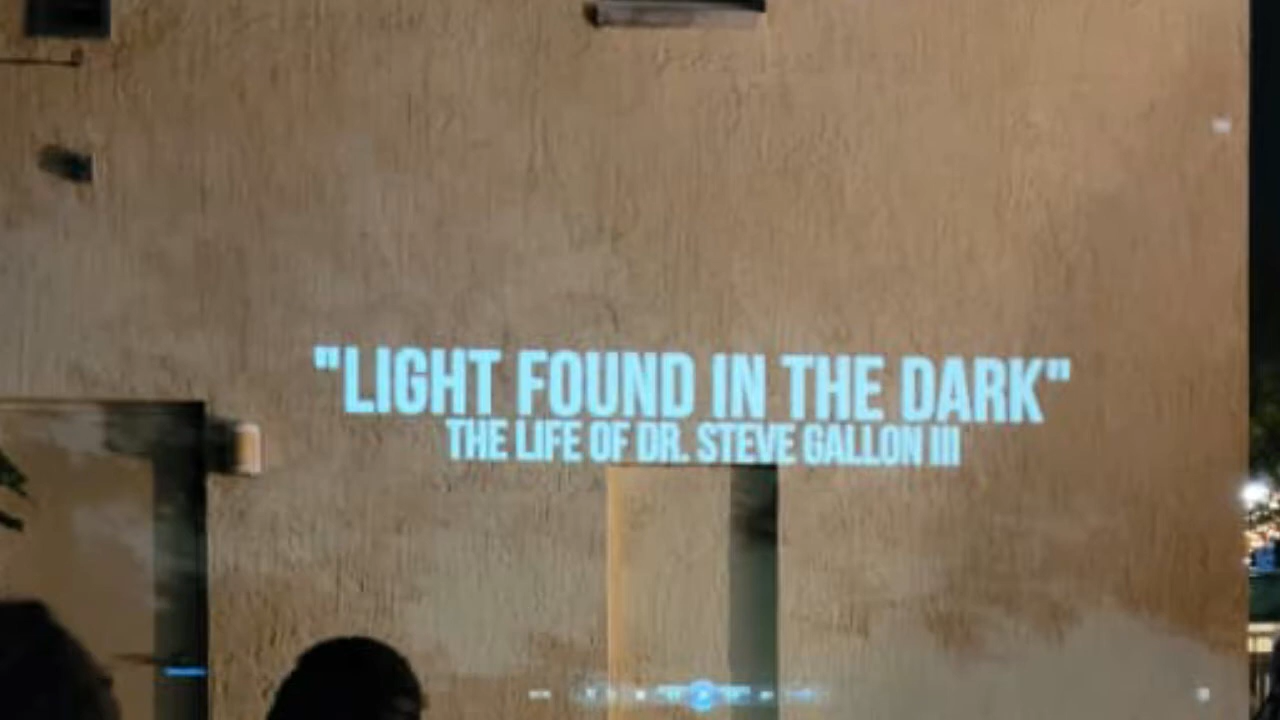 "LIGHT FOUND IN THE DARK"
THE LIFE OF DR. STEVE GALLON III